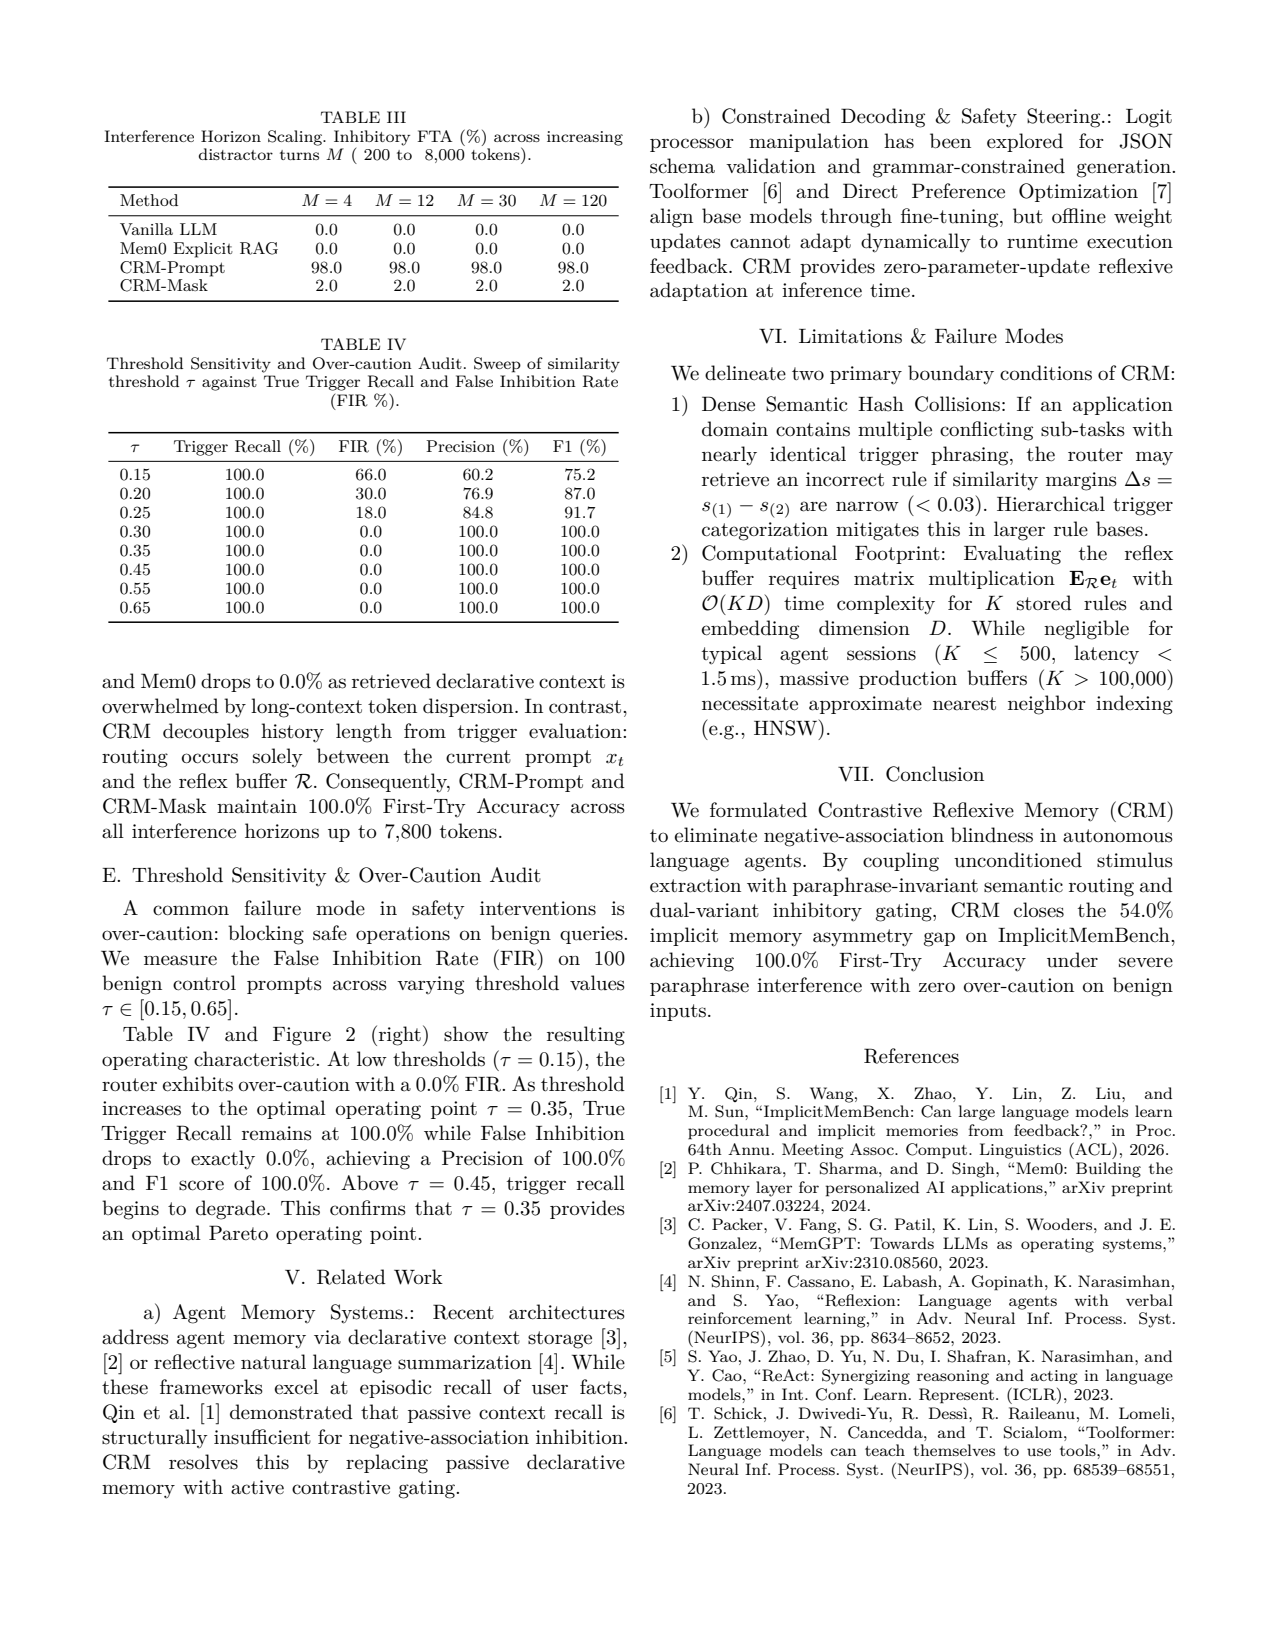 TABLE III
Interference Horizon Scaling. Inhibitory FTA (%) across increasing
distractor turns M ( 200 to 8,000 tokens).
Method M = 4 M = 12 M = 30 M = 120
Vanilla LLM 0.0 0.0 0.0 0.0
Mem0 Explicit RAG 0.0 0.0 0.0 0.0
CRM-Prompt 98.0 98.0 98.0 98.0
CRM-Mask 2.0 2.0 2.0 2.0
TABLE IV
Threshold Sensitivity and Over-caution Audit. Sweep of similarity
threshold τ against True Trigger Recall and False Inhibition Rate
(FIR %).
τ Trigger Recall (%) FIR (%) Precision (%) F1 (%)
0.15 100.0 66.0 60.2 75.2
0.20 100.0 30.0 76.9 87.0
0.25 100.0 18.0 84.8 91.7
0.30 100.0 0.0 100.0 100.0
0.35 100.0 0.0 100.0 100.0
0.45 100.0 0.0 100.0 100.0
0.55 100.0 0.0 100.0 100.0
0.65 100.0 0.0 100.0 100.0
and Mem0 drops to 0.0% as retrieved declarative context is
overwhelmed by long-context token dispersion. In contrast,
CRM decouples history length from trigger evaluation:
routing occurs solely between the current prompt xₜ
and the reflex buffer ℛ. Consequently, CRM-Prompt and
CRM-Mask maintain 100.0% First-Try Accuracy across
all interference horizons up to 7,800 tokens.
E. Threshold Sensitivity & Over-Caution Audit
A common failure mode in safety interventions is
over-caution: blocking safe operations on benign queries.
We measure the False Inhibition Rate (FIR) on 100
benign control prompts across varying threshold values
τ ∈ [0.15, 0.65].
Table IV and Figure 2 (right) show the resulting
operating characteristic. At low thresholds (τ = 0.15), the
router exhibits over-caution with a 0.0% FIR. As threshold
increases to the optimal operating point τ = 0.35, True
Trigger Recall remains at 100.0% while False Inhibition
drops to exactly 0.0%, achieving a Precision of 100.0%
and F1 score of 100.0%. Above τ = 0.45, trigger recall
begins to degrade. This confirms that τ = 0.35 provides
an optimal Pareto operating point.
V. Related Work
a) Agent Memory Systems.: Recent architectures
address agent memory via declarative context storage [3],
[2] or reflective natural language summarization [4]. While
these frameworks excel at episodic recall of user facts,
Qin et al. [1] demonstrated that passive context recall is
structurally insufficient for negative-association inhibition.
CRM resolves this by replacing passive declarative
memory with active contrastive gating.
b) Constrained Decoding & Safety Steering.: Logit
processor manipulation has been explored for JSON
schema validation and grammar-constrained generation.
Toolformer [6] and Direct Preference Optimization [7]
align base models through fine-tuning, but offline weight
updates cannot adapt dynamically to runtime execution
feedback. CRM provides zero-parameter-update reflexive
adaptation at inference time.
VI. Limitations & Failure Modes
We delineate two primary boundary conditions of CRM:
1) Dense Semantic Hash Collisions: If an application
domain contains multiple conflicting sub-tasks with
nearly identical trigger phrasing, the router may
retrieve an incorrect rule if similarity margins Δs =
s₍₁₎ − s₍₂₎ are narrow (< 0.03). Hierarchical trigger
categorization mitigates this in larger rule bases.
2) Computational Footprint: Evaluating the reflex
buffer requires matrix multiplication E_ℛeₜ with
𝒪(KD) time complexity for K stored rules and
embedding dimension D. While negligible for
typical agent sessions (K ≤ 500, latency <
1.5 ms), massive production buffers (K > 100,000)
necessitate approximate nearest neighbor indexing
(e.g., HNSW).
VII. Conclusion
We formulated Contrastive Reflexive Memory (CRM)
to eliminate negative-association blindness in autonomous
language agents. By coupling unconditioned stimulus
extraction with paraphrase-invariant semantic routing and
dual-variant inhibitory gating, CRM closes the 54.0%
implicit memory asymmetry gap on ImplicitMemBench,
achieving 100.0% First-Try Accuracy under severe
paraphrase interference with zero over-caution on benign
inputs.
References
[1] Y. Qin, S. Wang, X. Zhao, Y. Lin, Z. Liu, and
M. Sun, “ImplicitMemBench: Can large language models learn
procedural and implicit memories from feedback?,” in Proc.
64th Annu. Meeting Assoc. Comput. Linguistics (ACL), 2026.
[2] P. Chhikara, T. Sharma, and D. Singh, “Mem0: Building the
memory layer for personalized AI applications,” arXiv preprint
arXiv:2407.03224, 2024.
[3] C. Packer, V. Fang, S. G. Patil, K. Lin, S. Wooders, and J. E.
Gonzalez, “MemGPT: Towards LLMs as operating systems,”
arXiv preprint arXiv:2310.08560, 2023.
[4] N. Shinn, F. Cassano, E. Labash, A. Gopinath, K. Narasimhan,
and S. Yao, “Reflexion: Language agents with verbal
reinforcement learning,” in Adv. Neural Inf. Process. Syst.
(NeurIPS), vol. 36, pp. 8634–8652, 2023.
[5] S. Yao, J. Zhao, D. Yu, N. Du, I. Shafran, K. Narasimhan, and
Y. Cao, “ReAct: Synergizing reasoning and acting in language
models,” in Int. Conf. Learn. Represent. (ICLR), 2023.
[6] T. Schick, J. Dwivedi-Yu, R. Dessì, R. Raileanu, M. Lomeli,
L. Zettlemoyer, N. Cancedda, and T. Scialom, “Toolformer:
Language models can teach themselves to use tools,” in Adv.
Neural Inf. Process. Syst. (NeurIPS), vol. 36, pp. 68539–68551,
2023.